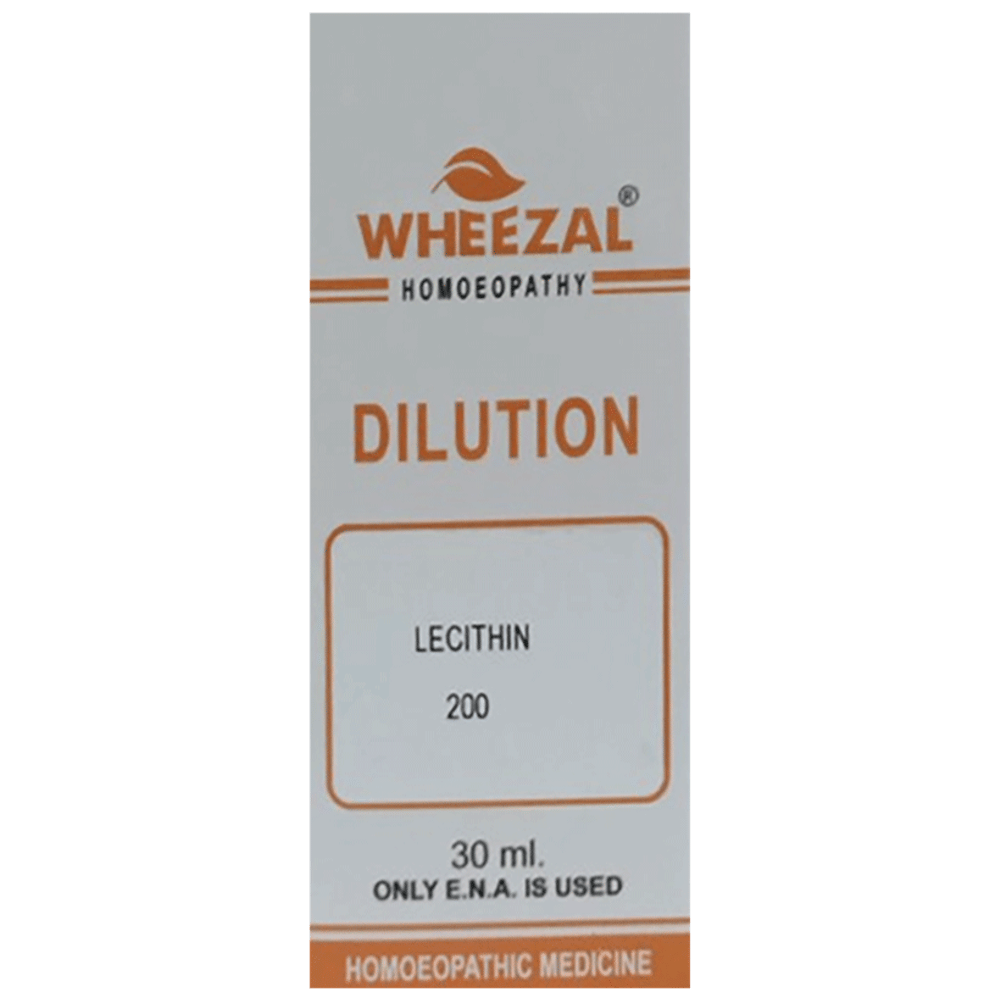 WHEEZAL®
HOMOEOPATHY
DILUTION
LECITHIN
200
30 ml.
ONLY E.N.A. IS USED
HOMOEOPATHIC MEDICINE